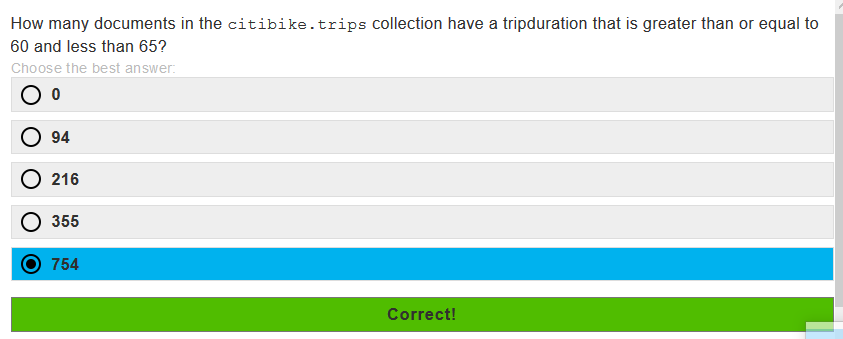 How many documents in the citibike.trips collection have a tripduration that is greater than or equal to
60 and less than 65?
Choose the best answer:
0
94
216
355
754
Correct!